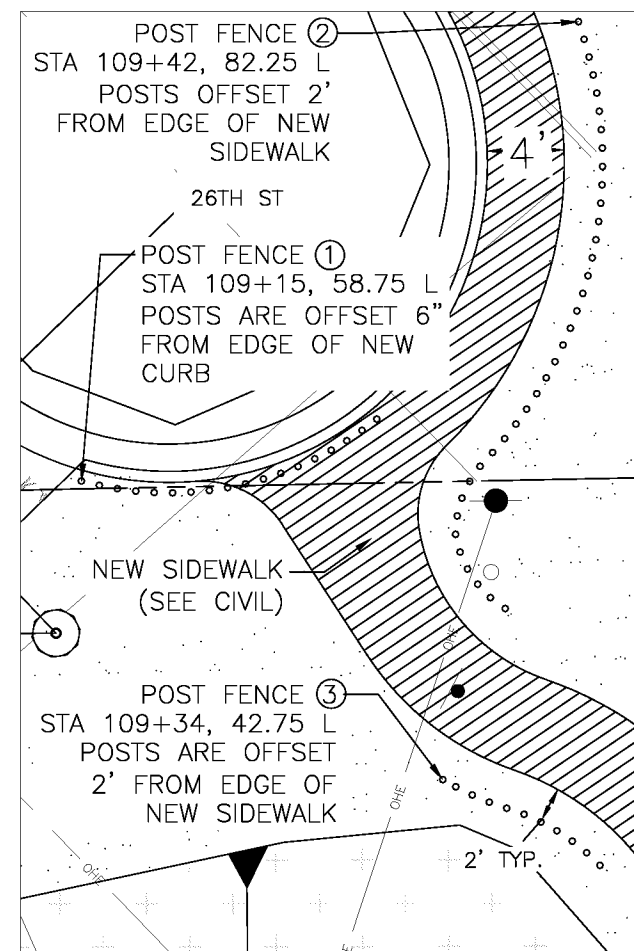 POST FENCE ②
STA 109+42, 82.25 L
POSTS OFFSET 2'
FROM EDGE OF NEW
SIDEWALK
4'
26TH ST
POST FENCE ①
STA 109+15, 58.75 L
POSTS ARE OFFSET 6"
FROM EDGE OF NEW
CURB
NEW SIDEWALK
(SEE CIVIL)
OHE
POST FENCE ③
STA 109+34, 42.75 L
POSTS ARE OFFSET
2' FROM EDGE OF
NEW SIDEWALK
OHE
2' TYP.
OHE